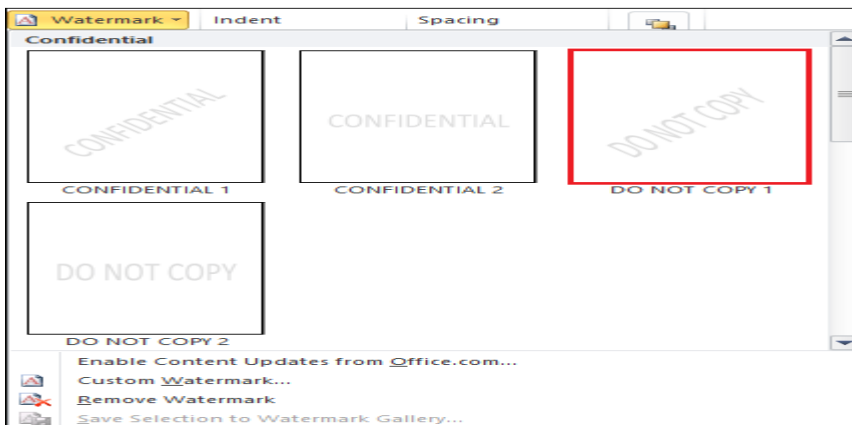 Watermark Indent Spacing
Confidential
CONFIDENTIAL CONFIDENTIAL DO NOT COPY
CONFIDENTIAL 1 CONFIDENTIAL 2 DO NOT COPY 1
DO NOT COPY
DO NOT COPY 2
Enable Content Updates from Office.com...
Custom Watermark...
Remove Watermark
Save Selection to Watermark Gallery...